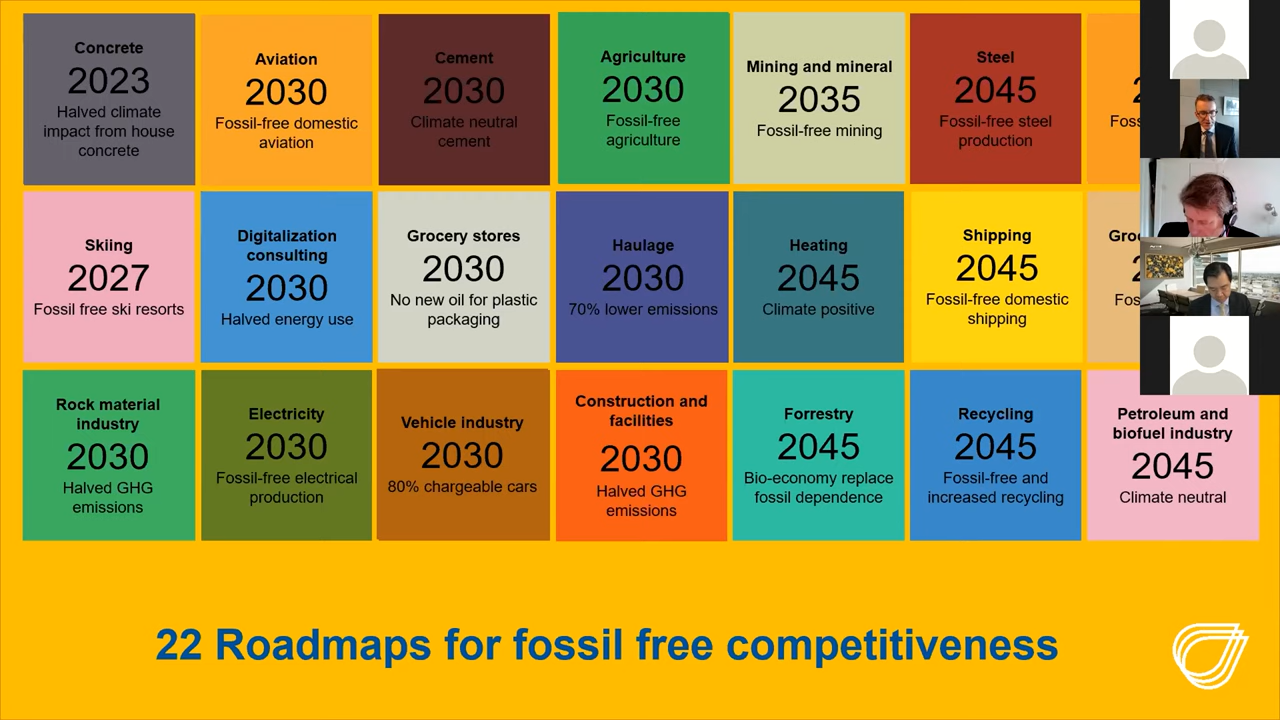 Concrete
2023
Halved climate
impact from house
concrete
Aviation
2030
Fossil-free domestic
aviation
Cement
2030
Climate neutral
cement
Agriculture
2030
Fossil-free
agriculture
Mining and mineral
2035
Fossil-free mining
Steel
2045
Fossil-free steel
production
Skiing
2027
Fossil free ski resorts
Digitalization
consulting
2030
Halved energy use
Grocery stores
2030
No new oil for plastic
packaging
Haulage
2030
70% lower emissions
Heating
2045
Climate positive
Shipping
2045
Fossil-free domestic
shipping
Rock material
industry
2030
Halved GHG
emissions
Electricity
2030
Fossil-free electrical
production
Vehicle industry
2030
80% chargeable cars
Construction and
facilities
2030
Halved GHG
emissions
Forrestry
2045
Bio-economy replace
fossil dependence
Recycling
2045
Fossil-free and
increased recycling
Petroleum and
biofuel industry
2045
Climate neutral
22 Roadmaps for fossil free competitiveness